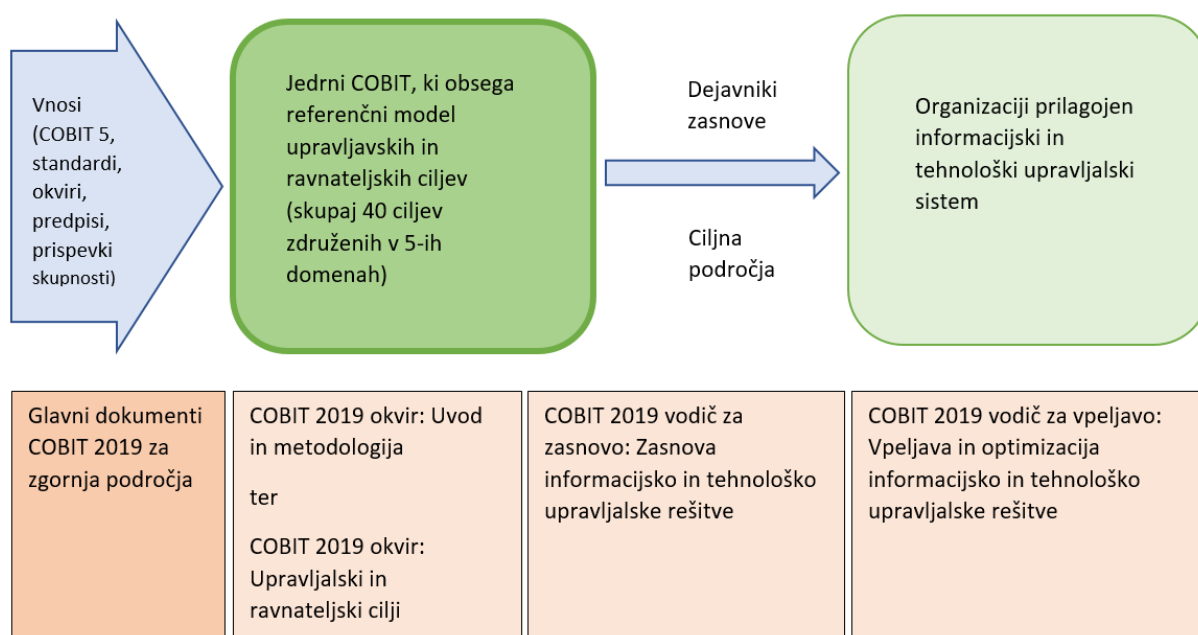 Vnosi
(COBIT 5,
standardi,
okviri,
predpisi,
prispevki
skupnosti)
Jedrni COBIT, ki obsega
referenčni model
upravljavskih in
ravnateljskih ciljev
(skupaj 40 ciljev
združenih v 5-ih
domenah)
Dejavniki
zasnove
Ciljna
področja
Organizaciji prilagojen
informacijski in
tehnološki upravljalski
sistem
Glavni dokumenti
COBIT 2019 za
zgornja področja
COBIT 2019 okvir: Uvod
in metodologija
ter
COBIT 2019 okvir:
Upravljalski in
ravnateljski cilji
COBIT 2019 vodič za
zasnovo: Zasnova
informacijsko in tehnološko
upravljalske rešitve
COBIT 2019 vodič za vpeljavo:
Vpeljava in optimizacija
informacijsko in tehnološko
upravljalske rešitve